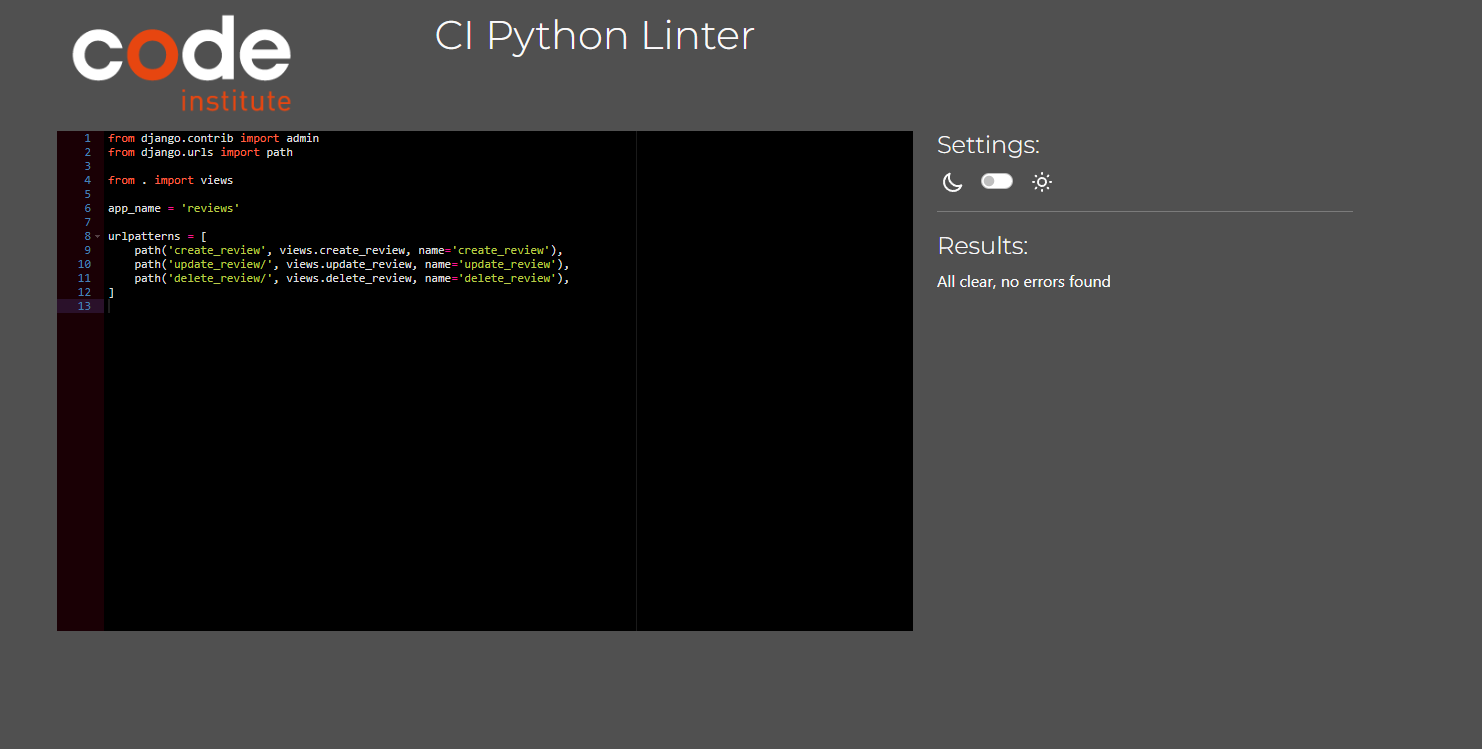 code
institute
CI Python Linter
1 from django.contrib import admin
2 from django.urls import path
3
4 from . import views
5
6 app_name = 'reviews'
7
8 urlpatterns = [
9     path('create_review', views.create_review, name='create_review'),
10     path('update_review/', views.update_review, name='update_review'),
11     path('delete_review/', views.delete_review, name='delete_review'),
12 ]
13
Settings:
Results:
All clear, no errors found